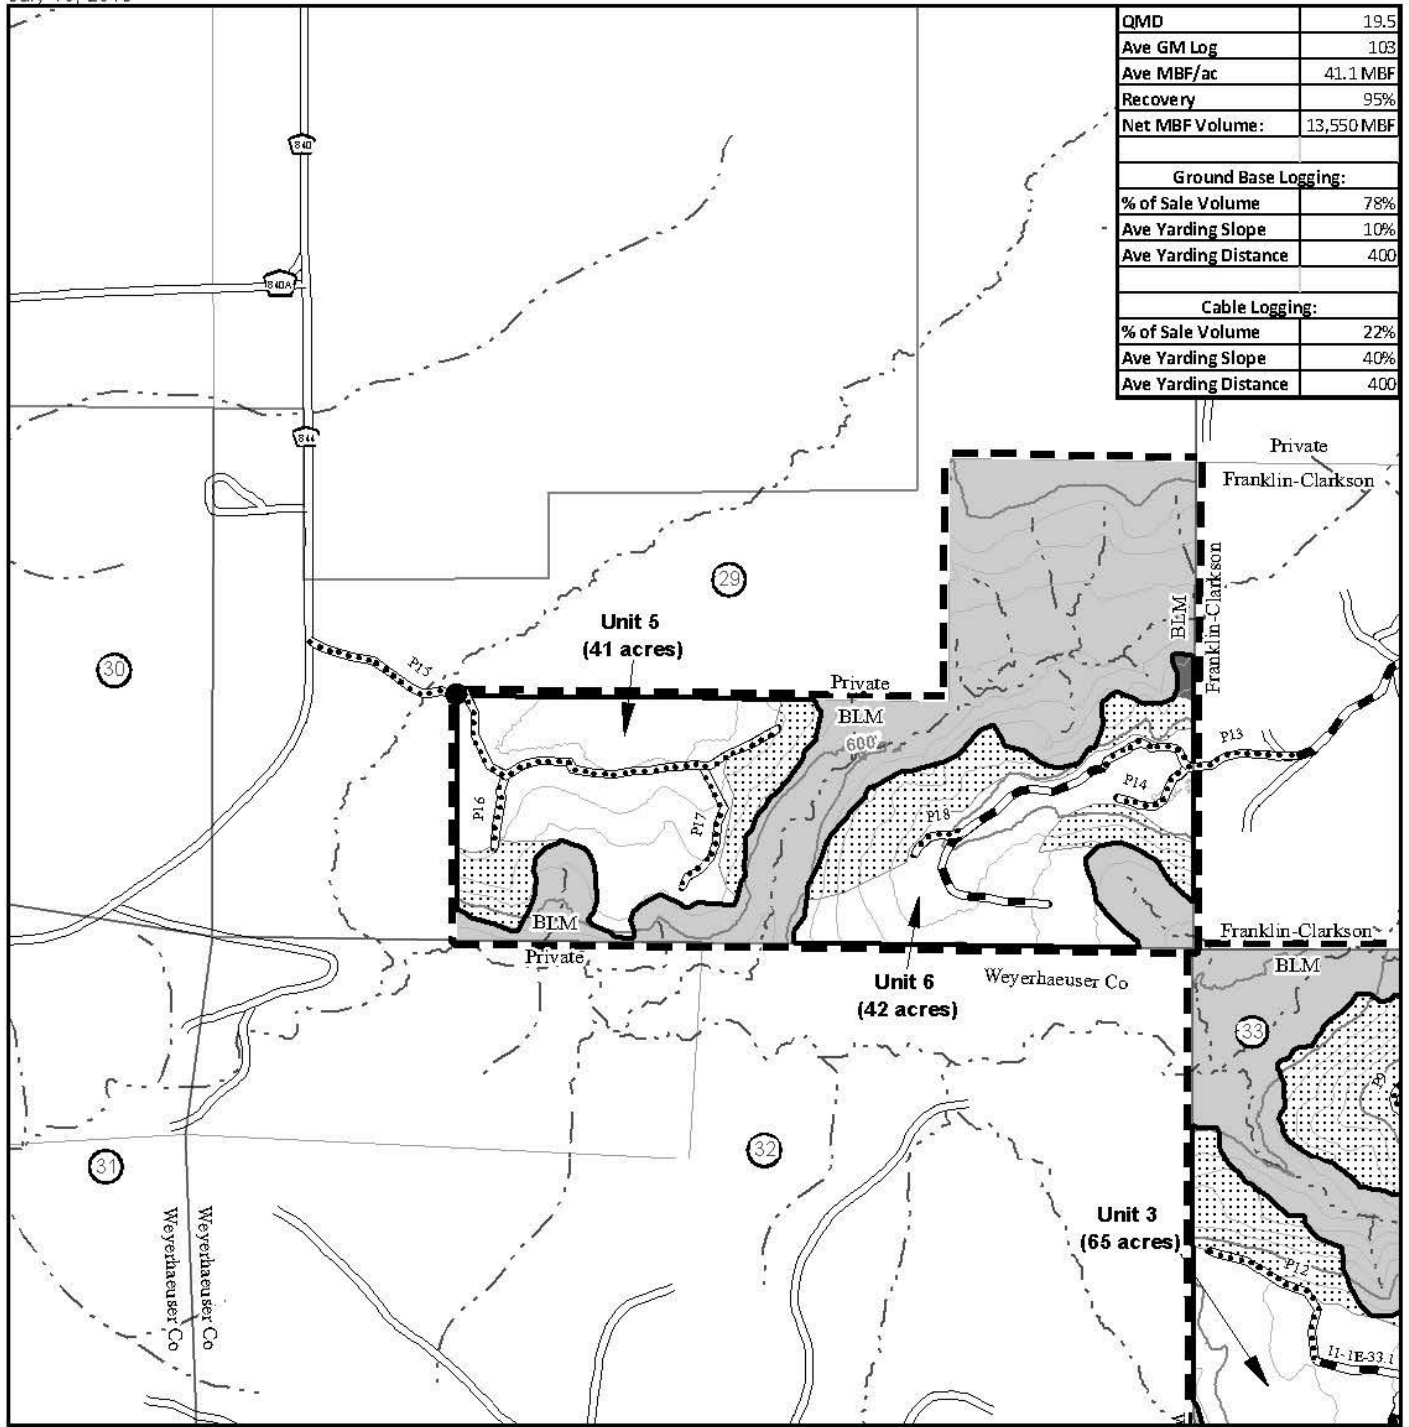 QMD 19.5
Ave GM Log 103
Ave MBF/ac 41.1 MBF
Recovery 95%
Net MBF Volume: 13,550 MBF
Ground Base Logging:
% of Sale Volume 78%
Ave Yarding Slope 10%
Ave Yarding Distance 400
Cable Logging:
% of Sale Volume 22%
Ave Yarding Slope 40%
Ave Yarding Distance 400
840
840A
844
Private
Franklin-Clarkson
29
Unit 5
(41 acres)
BLM
Franklin-Clarkson
30
P15
Private
BLM
600'
P13
P14
P16
P17
P18
BLM
Private
Unit 6
(42 acres)
Weyerhaeuser Co
Franklin-Clarkson
BLM
33
P9
31
32
Unit 3
(65 acres)
Weyerhaeuser Co
Weyerhaeuser Co
P12
11-1E-33.1